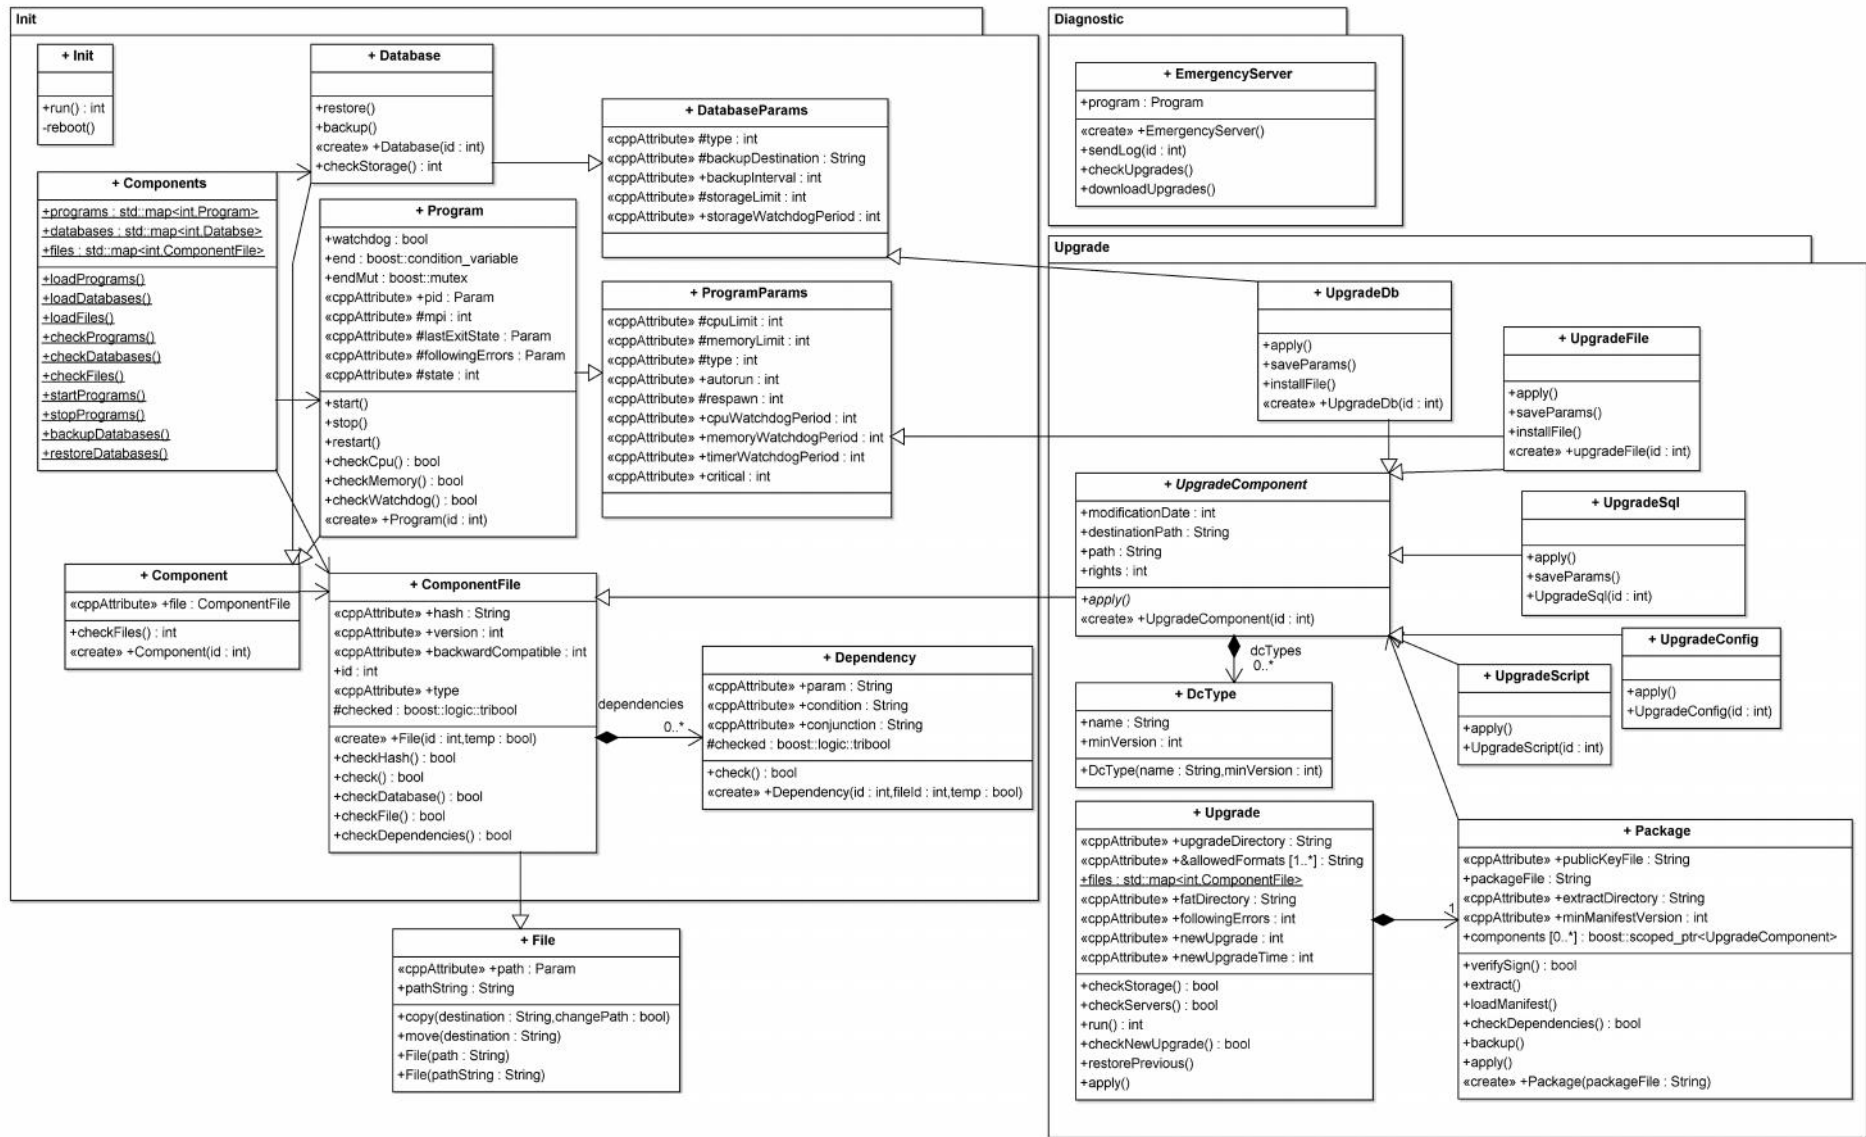 Init
+ Init
+run() : int
-reboot()
+ Database
+restore()
+backup()
«create» +Database(id : int)
+checkStorage() : int
+ DatabaseParams
«cppAttribute» #type : int
«cppAttribute» #backupDestination : String
«cppAttribute» +backupInterval : int
«cppAttribute» #storageLimit : int
«cppAttribute» +storageWatchdogPeriod : int
+ Components
+programs : std::map<int,Program>
+databases : std::map<int,Databse>
+files : std::map<int,ComponentFile>
+loadPrograms()
+loadDatabases()
+loadFiles()
+checkPrograms()
+checkDatabases()
+checkFiles()
+startPrograms()
+stopPrograms()
+backupDatabases()
+restoreDatabases()
+ Program
+watchdog : bool
+end : boost::condition_variable
+endMut : boost::mutex
«cppAttribute» +pid : Param
«cppAttribute» #mpi : int
«cppAttribute» #lastExitState : Param
«cppAttribute» #followingErrors : Param
«cppAttribute» #state : int
+start()
+stop()
+restart()
+checkCpu() : bool
+checkMemory() : bool
+checkWatchdog() : bool
«create» +Program(id : int)
+ ProgramParams
«cppAttribute» #cpuLimit : int
«cppAttribute» #memoryLimit : int
«cppAttribute» #type : int
«cppAttribute» +autorun : int
«cppAttribute» #respawn : int
«cppAttribute» +cpuWatchdogPeriod : int
«cppAttribute» +memoryWatchdogPeriod : int
«cppAttribute» +timerWatchdogPeriod : int
«cppAttribute» +critical : int
+ Component
«cppAttribute» +file : ComponentFile
+checkFiles() : int
«create» +Component(id : int)
+ ComponentFile
«cppAttribute» +hash : String
«cppAttribute» +version : int
«cppAttribute» +backwardCompatible : int
+id : int
«cppAttribute» +type
#checked : boost::logic::tribool
«create» +File(id : int,temp : bool)
+checkHash() : bool
+check() : bool
+checkDatabase() : bool
+checkFile() : bool
+checkDependencies() : bool
dependencies
0..*
+ Dependency
«cppAttribute» +param : String
«cppAttribute» +condition : String
«cppAttribute» +conjunction : String
#checked : boost::logic::tribool
+check() : bool
«create» +Dependency(id : int,fileId : int,temp : bool)
+ File
«cppAttribute» +path : Param
+pathString : String
+copy(destination : String,changePath : bool)
+move(destination : String)
+File(path : String)
+File(pathString : String)
Diagnostic
+ EmergencyServer
+program : Program
«create» +EmergencyServer()
+sendLog(id : int)
+checkUpgrades()
+downloadUpgrades()
Upgrade
+ UpgradeDb
+apply()
+saveParams()
+installFile()
«create» +UpgradeDb(id : int)
+ UpgradeFile
+apply()
+saveParams()
+installFile()
«create» +upgradeFile(id : int)
+ UpgradeComponent
+modificationDate : int
+destinationPath : String
+path : String
+rights : int
+apply()
«create» +UpgradeComponent(id : int)
+ UpgradeSql
+apply()
+saveParams()
+UpgradeSql(id : int)
+ UpgradeConfig
+apply()
+UpgradeConfig(id : int)
+ UpgradeScript
+apply()
+UpgradeScript(id : int)
dcTypes
0..*
+ DcType
+name : String
+minVersion : int
+DcType(name : String,minVersion : int)
+ Upgrade
«cppAttribute» +upgradeDirectory : String
«cppAttribute» +&allowedFormats [1..*] : String
+files : std::map<int,ComponentFile>
«cppAttribute» +fatDirectory : String
«cppAttribute» +followingErrors : int
«cppAttribute» +newUpgrade : int
«cppAttribute» +newUpgradeTime : int
+checkStorage() : bool
+checkServers() : bool
+run() : int
+checkNewUpgrade() : bool
+restorePrevious()
+apply()
1
+ Package
«cppAttribute» +publicKeyFile : String
+packageFile : String
«cppAttribute» +extractDirectory : String
«cppAttribute» +minManifestVersion : int
+components [0..*] : boost::scoped_ptr<UpgradeComponent>
+verifySign() : bool
+extract()
+loadManifest()
+checkDependencies() : bool
+backup()
+apply()
«create» +Package(packageFile : String)